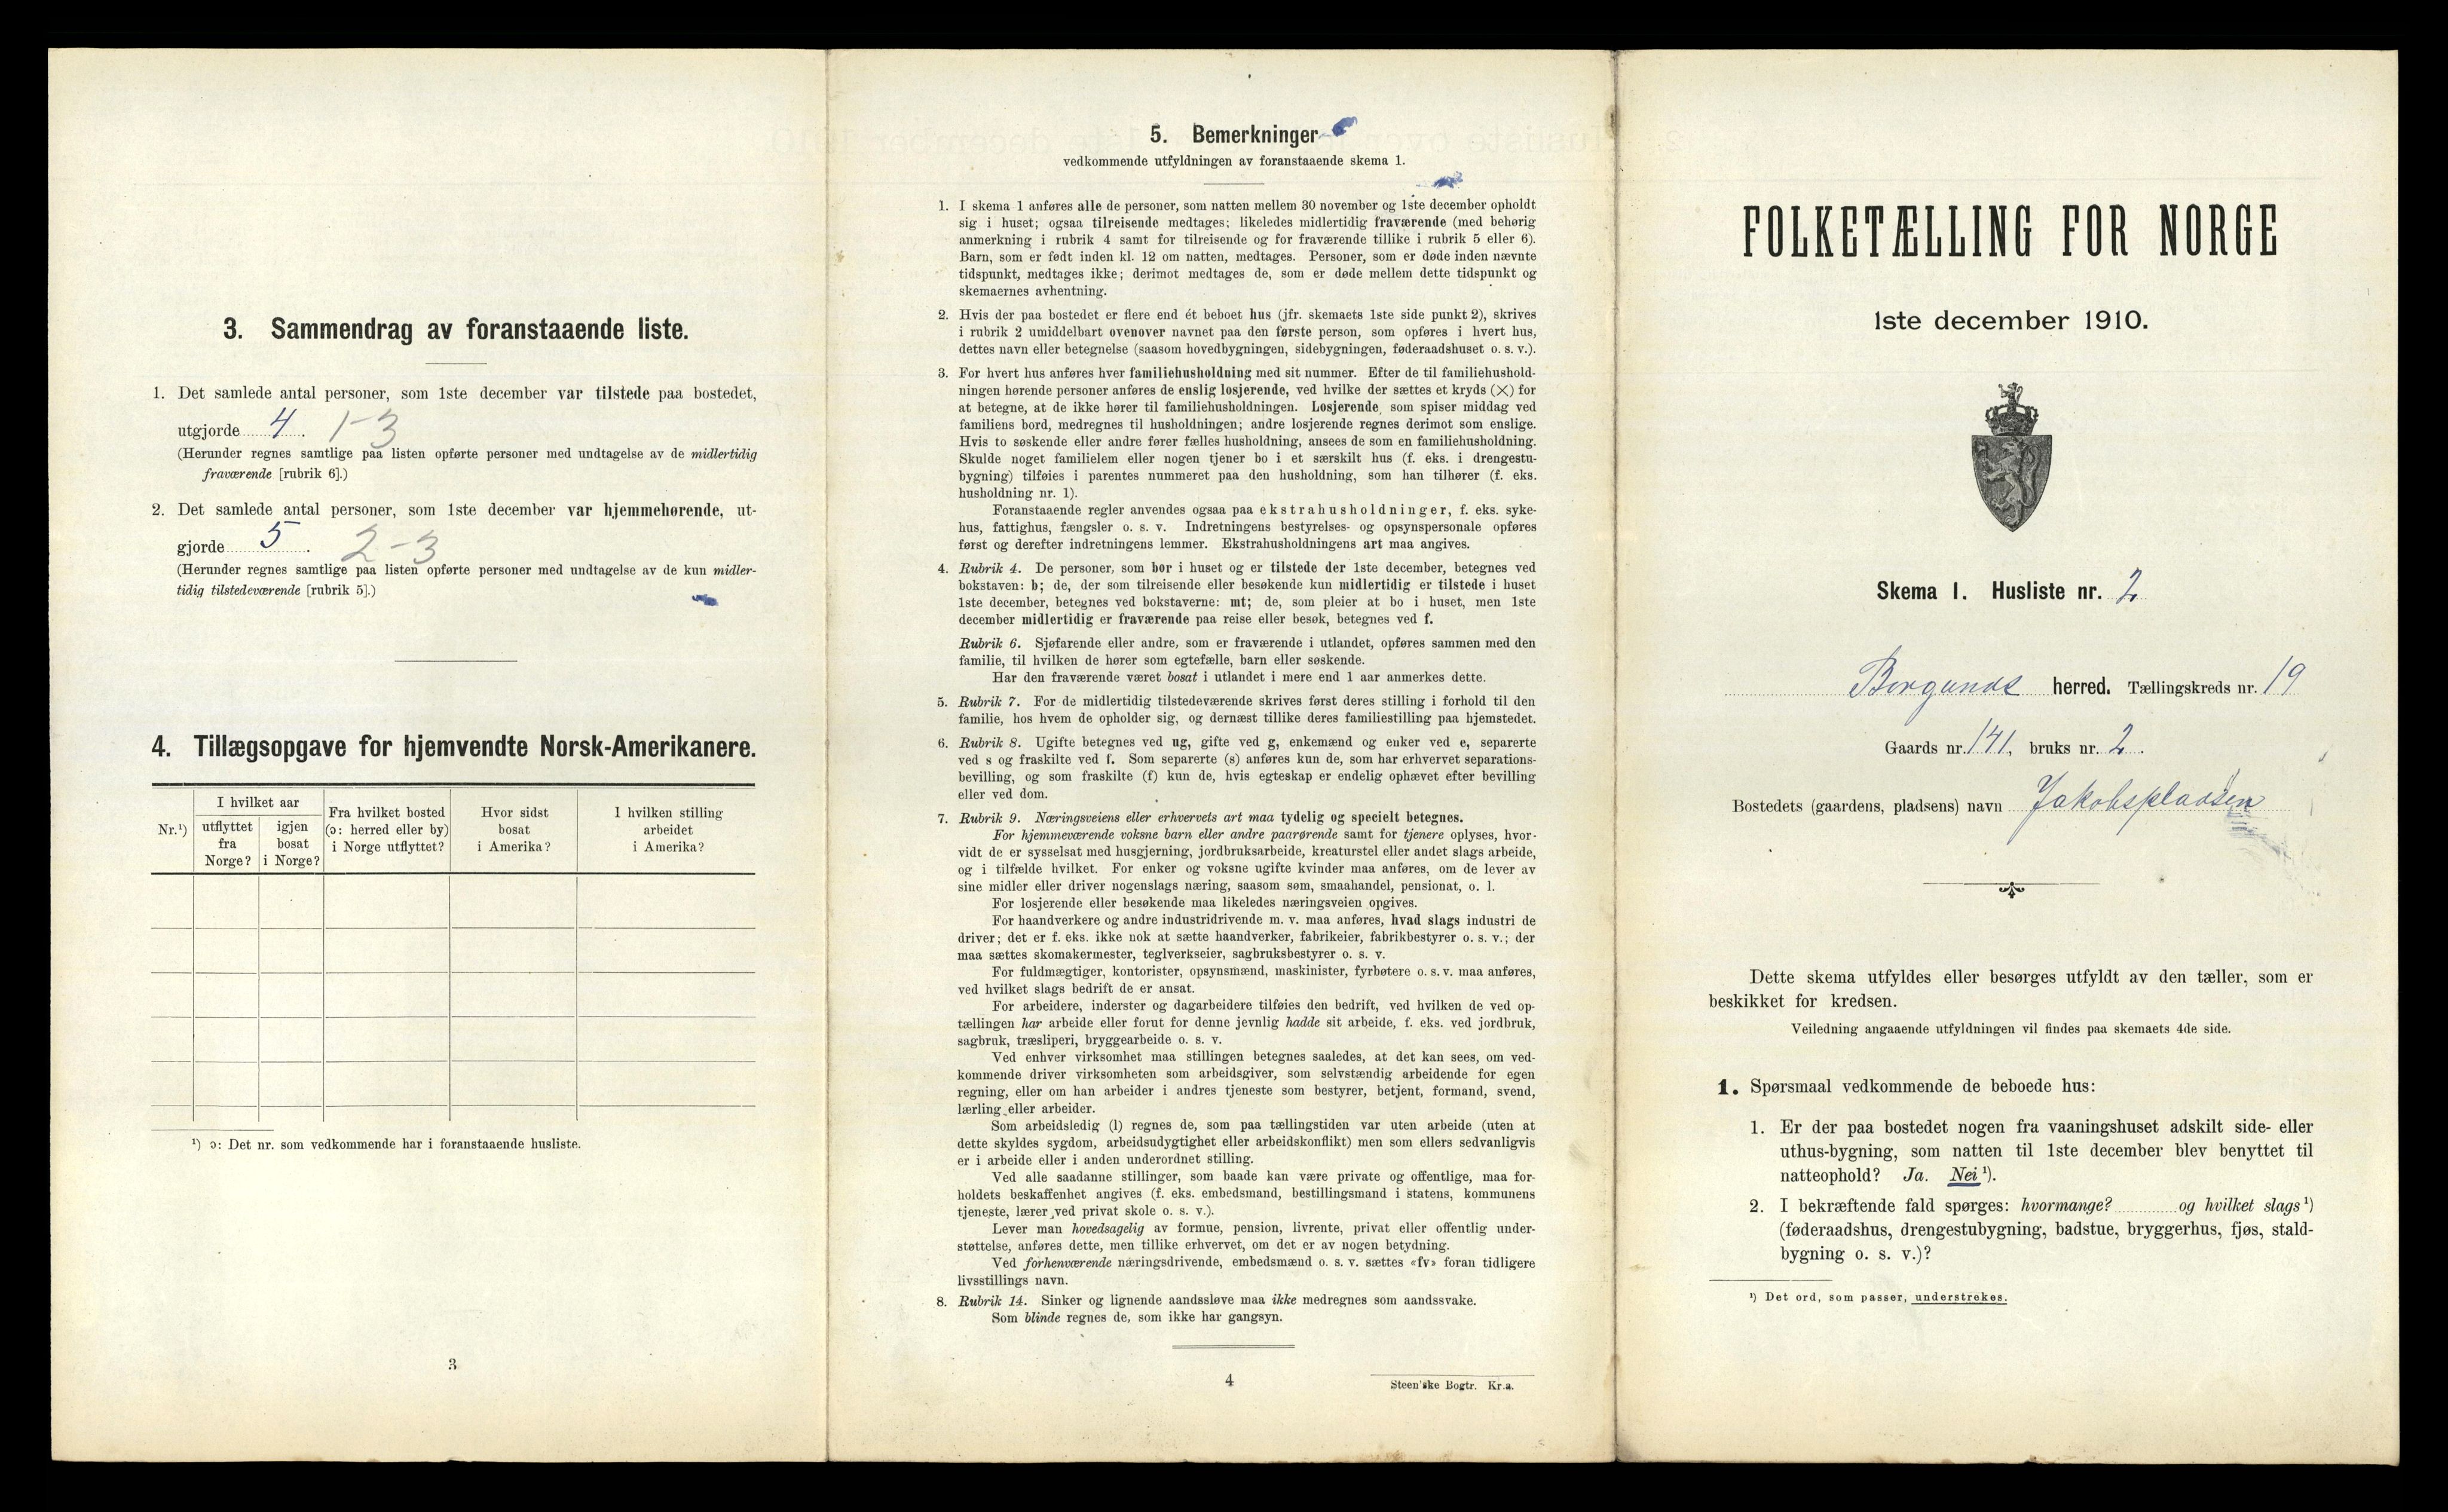 3. Sammendrag av foranstaaende liste.
1. Det samlede antal personer, som 1ste december var tilstede paa bostedet,
utgjorde 4. 1-3
(Herunder regnes samtlige paa listen opførte personer med undtagelse av de midlertidig
fraværende [rubrik 6].)
2. Det samlede antal personer, som 1ste december var hjemmehørende, ut-
gjorde 5. 2-3
(Herunder regnes samtlige paa listen opførte personer med undtagelse av de kun midler-
tidig tilstedeværende [rubrik 5].)
4. Tillægsopgave for hjemvendte Norsk-Amerikanere.
Nr.¹)
I hvilket aar
utflyttet
fra
Norge?
igjen
bosat
i Norge?
Fra hvilket bosted
(ɔ: herred eller by)
i Norge utflyttet?
Hvor sidst
bosat
i Amerika?
I hvilken stilling
arbeidet
i Amerika?
¹) ɔ: Det nr. som vedkommende har i foranstaaende husliste.
3
5. Bemerkninger
vedkommende utfyldningen av foranstaaende skema 1.
1. I skema 1 anføres alle de personer, som natten mellem 30 november og 1ste december opholdt
sig i huset; ogsaa tilreisende medtages; likeledes midlertidig fraværende (med behørig
anmerkning i rubrik 4 samt for tilreisende og for fraværende tillike i rubrik 5 eller 6).
Barn, som er født inden kl. 12 om natten, medtages. Personer, som er døde inden nævnte
tidspunkt, medtages ikke; derimot medtages de, som er døde mellem dette tidspunkt og
skemaernes avhentning.
2. Hvis der paa bostedet er flere end ét beboet hus (jfr. skemaets 1ste side punkt 2), skrives
i rubrik 2 umiddelbart ovenover navnet paa den første person, som opføres i hvert hus,
dettes navn eller betegnelse (saasom hovedbygningen, sidebygningen, føderaadshuset o. s. v.).
3. For hvert hus anføres hver familiehusholdning med sit nummer. Efter de til familiehushold-
ningen hørende personer anføres de enslig losjerende, ved hvilke der sættes et kryds (×) for
at betegne, at de ikke hører til familiehusholdningen. Losjerende som spiser middag ved
familiens bord, medregnes til husholdningen; andre losjerende regnes derimot som enslige.
Hvis to søskende eller andre fører fælles husholdning, ansees de som en familiehusholdning.
Skulde noget familielem eller nogen tjener bo i et særskilt hus (f. eks. i drengestu-
bygning) tilføies i parentes nummeret paa den husholdning, som han tilhører (f. eks.
husholdning nr. 1).
Foranstaaende regler anvendes ogsaa paa ekstrahusholdninger, f. eks. syke-
hus, fattighus, fængsler o. s. v. Indretningens bestyrelses- og opsynspersonale opføres
først og derefter indretningens lemmer. Ekstrahusholdningens art maa angives.
4. Rubrik 4. De personer, som bor i huset og er tilstede der 1ste december, betegnes ved
bokstaven: b; de, der som tilreisende eller besøkende kun midlertidig er tilstede i huset
1ste december, betegnes ved bokstaverne: mt; de, som pleier at bo i huset, men 1ste
december midlertidig er fraværende paa reise eller besøk, betegnes ved f.
Rubrik 6. Sjøfarende eller andre, som er fraværende i utlandet, opføres sammen med den
familie, til hvilken de hører som egtefælle, barn eller søskende.
Har den fraværende været bosat i utlandet i mere end 1 aar anmerkes dette.
5. Rubrik 7. For de midlertidig tilstedeværende skrives først deres stilling i forhold til den
familie, hos hvem de opholder sig, og dernæst tillike deres familiestilling paa hjemstedet.
6. Rubrik 8. Ugifte betegnes ved ug, gifte ved g, enkemænd og enker ved e, separerte
ved s og fraskilte ved f. Som separerte (s) anføres kun de, som har erhvervet separations-
bevilling, og som fraskilte (f) kun de, hvis egteskap er endelig ophævet efter bevilling
eller ved dom.
7. Rubrik 9. Næringsveiens eller erhvervets art maa tydelig og specielt betegnes.
For hjemmeværende voksne barn eller andre paarørende samt for tjenere oplyses, hvor-
vidt de er sysselsat med husgjerning, jordbruksarbeide, kreaturstel eller andet slags arbeide,
og i tilfælde hvilket. For enker og voksne ugifte kvinder maa anføres, om de lever av
sine midler eller driver nogenslags næring, saasom søm, smaahandel, pensionat, o. l.
For losjerende eller besøkende maa likeledes næringsveien opgives.
For haandverkere og andre industridrivende m. v. maa anføres, hvad slags industri de
driver; det er f. eks. ikke nok at sætte haandverker, fabrikeier, fabrikbestyrer o. s. v.; der
maa sættes skomakermester, teglverkseier, sagbruksbestyrer o. s. v.
For fuldmægtiger, kontorister, opsynsmænd, maskinister, fyrbøtere o. s. v. maa anføres,
ved hvilket slags bedrift de er ansat.
For arbeidere, inderster og dagarbeidere tilføies den bedrift, ved hvilken de ved op-
tællingen har arbeide eller forut for denne jevnlig hadde sit arbeide, f. eks. ved jordbruk,
sagbruk, træsliperi, bryggearbeide o. s. v.
Ved enhver virksomhet maa stillingen betegnes saaledes, at det kan sees, om ved-
kommende driver virksomheten som arbeidsgiver, som selvstændig arbeidende for egen
regning, eller om han arbeider i andres tjeneste som bestyrer, betjent, formand, svend,
lærling eller arbeider.
Som arbeidsledig (l) regnes de, som paa tællingstiden var uten arbeide (uten at
dette skyldes sygdom, arbeidsudygtighet eller arbeidskonflikt) men som ellers sedvanligvis
er i arbeide eller i anden underordnet stilling.
Ved alle saadanne stillinger, som baade kan være private og offentlige, maa for-
holdets beskaffenhet angives (f. eks. embedsmand, bestillingsmand i statens, kommunens
tjeneste, lærer ved privat skole o. s. v.).
Lever man hovedsagelig av formue, pension, livrente, privat eller offentlig under-
støttelse, anføres dette, men tillike erhvervet, om det er av nogen betydning.
Ved forhenværende næringsdrivende, embedsmænd o. s. v. sættes «fv» foran tidligere
livsstillings navn.
8. Rubrik 14. Sinker og lignende aandssløve maa ikke medregnes som aandssvake.
Som blinde regnes de, som ikke har gangsyn.
4
Steen'ske Bogtr. Kr.a.
FOLKETÆLLING FOR NORGE
1ste december 1910.
Skema 1. Husliste nr. 2
Borgunds herred. Tællingskreds nr. 19
Gaards nr. 141, bruks nr. 2.
Bostedets (gaardens, pladsens) navn Jakobspladsen
Dette skema utfyldes eller besørges utfyldt av den tæller, som er
beskikket for kredsen.
Veiledning angaaende utfyldningen vil findes paa skemaets 4de side.
1. Spørsmaal vedkommende de beboede hus:
1. Er der paa bostedet nogen fra vaaningshuset adskilt side- eller
uthus-bygning, som natten til 1ste december blev benyttet til
natteophold? Ja. Nei¹).
2. I bekræftende fald spørges: hvormange? og hvilket slags¹)
(føderaadshus, drengestubygning, badstue, bryggerhus, fjøs, stald-
bygning o. s. v.)?
¹) Det ord, som passer, understrekes.